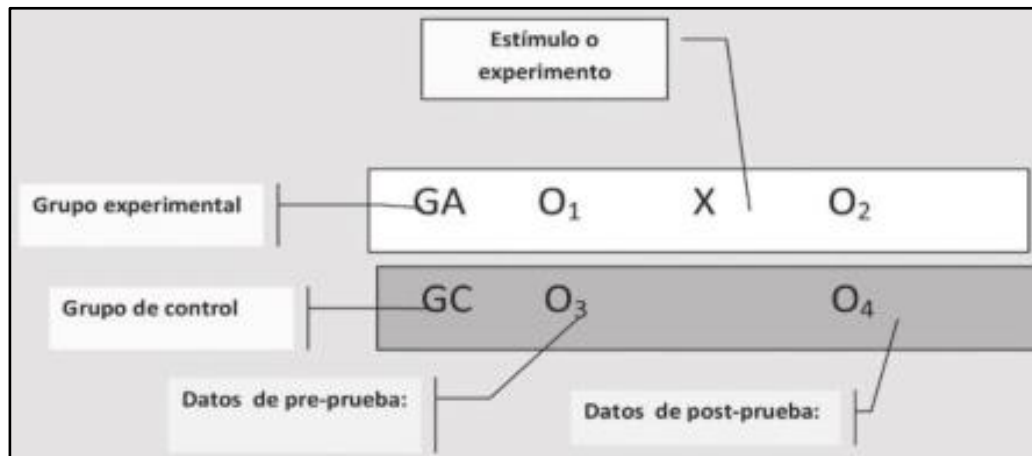 Estímulo o
experimento
Grupo experimental
GA O₁ X O₂
Grupo de control
GC O₃ O₄
Datos de pre-prueba:
Datos de post-prueba: